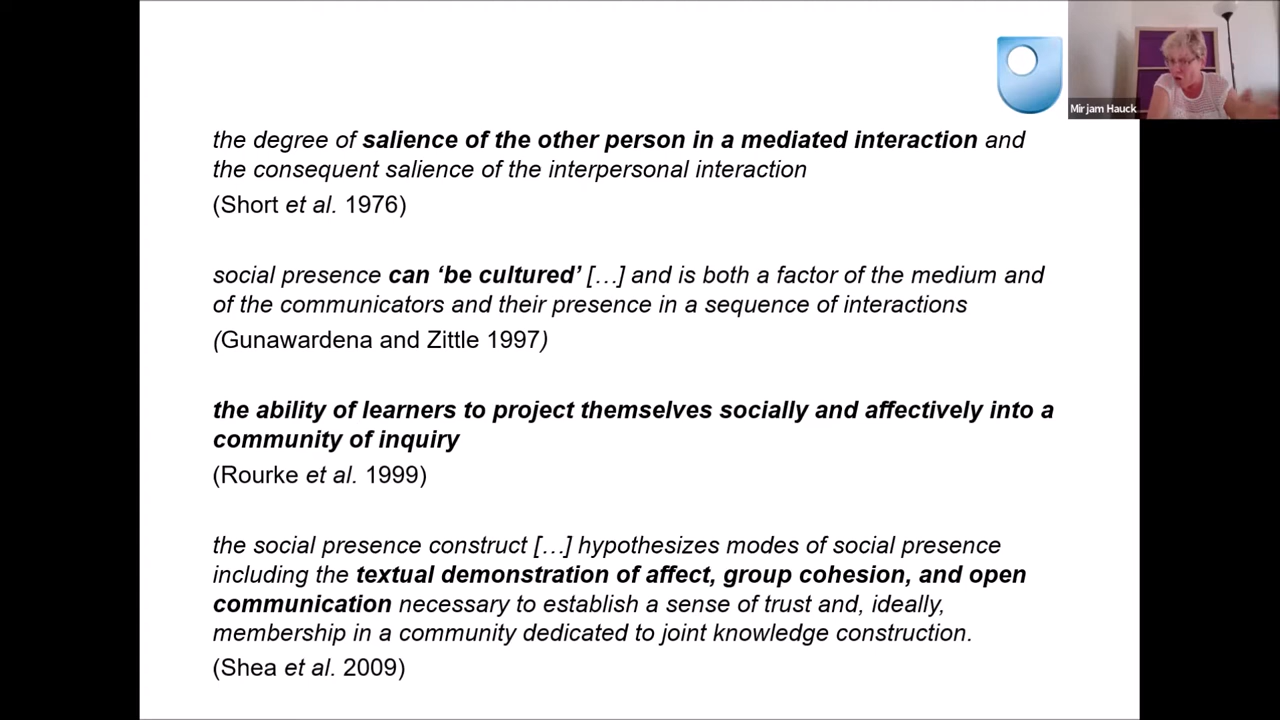 Mirjam Hauck
the degree of salience of the other person in a mediated interaction and
the consequent salience of the interpersonal interaction
(Short et al. 1976)
social presence can ‘be cultured’ […] and is both a factor of the medium and
of the communicators and their presence in a sequence of interactions
(Gunawardena and Zittle 1997)
the ability of learners to project themselves socially and affectively into a
community of inquiry
(Rourke et al. 1999)
the social presence construct […] hypothesizes modes of social presence
including the textual demonstration of affect, group cohesion, and open
communication necessary to establish a sense of trust and, ideally,
membership in a community dedicated to joint knowledge construction.
(Shea et al. 2009)